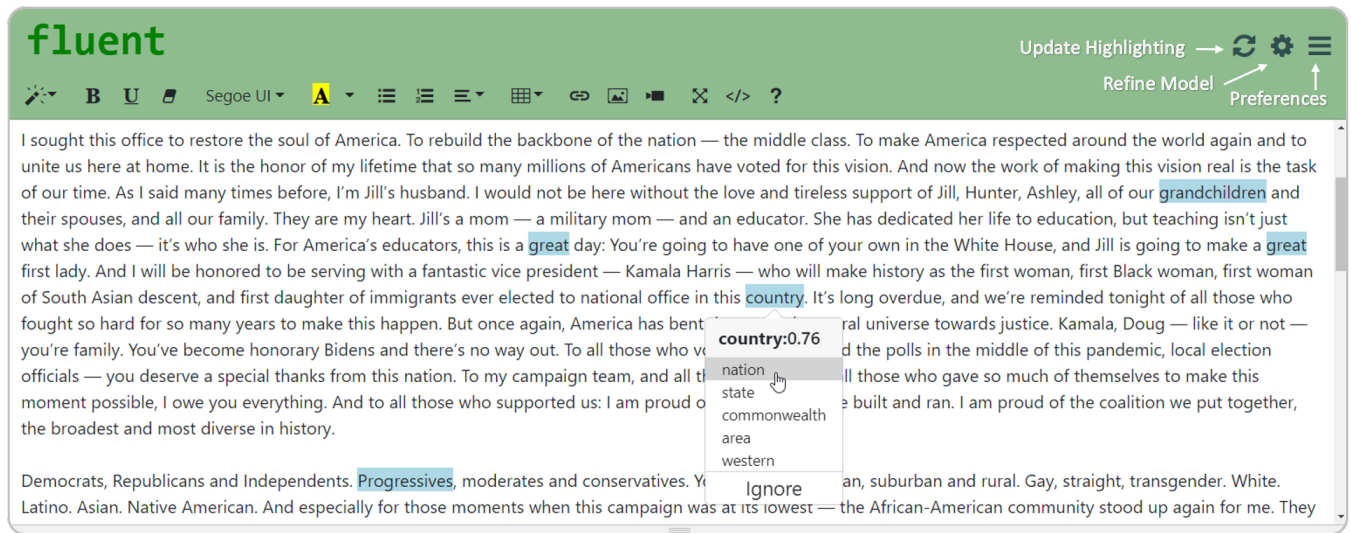 fluent
Update Highlighting
Refine Model
Preferences
B U Segoe UI A </> ?
I sought this office to restore the soul of America. To rebuild the backbone of the nation — the middle class. To make America respected around the world again and to
unite us here at home. It is the honor of my lifetime that so many millions of Americans have voted for this vision. And now the work of making this vision real is the task
of our time. As I said many times before, I'm Jill's husband. I would not be here without the love and tireless support of Jill, Hunter, Ashley, all of our grandchildren and
their spouses, and all our family. They are my heart. Jill's a mom — a military mom — and an educator. She has dedicated her life to education, but teaching isn't just
what she does — it's who she is. For America's educators, this is a great day: You're going to have one of your own in the White House, and Jill is going to make a great
first lady. And I will be honored to be serving with a fantastic vice president — Kamala Harris — who will make history as the first woman, first Black woman, first woman
of South Asian descent, and first daughter of immigrants ever elected to national office in this country. It's long overdue, and we're reminded tonight of all those who
fought so hard for so many years to make this happen. But once again, America has bent universe towards justice. Kamala, Doug — like it or not —
you're family. You've become honorary Bidens and there's no way out. To all those who the polls in the middle of this pandemic, local election
officials — you deserve a special thanks from this nation. To my campaign team, and all those who gave so much of themselves to make this
moment possible, I owe you everything. And to all those who supported us: I am proud built and ran. I am proud of the coalition we put together,
the broadest and most diverse in history.
country:0.76
nation
state
commonwealth
area
western
Ignore
Democrats, Republicans and Independents. Progressives, moderates and conservatives. suburban and rural. Gay, straight, transgender. White.
Latino. Asian. Native American. And especially for those moments when this campaign was at its lowest — the African-American community stood up again for me. They